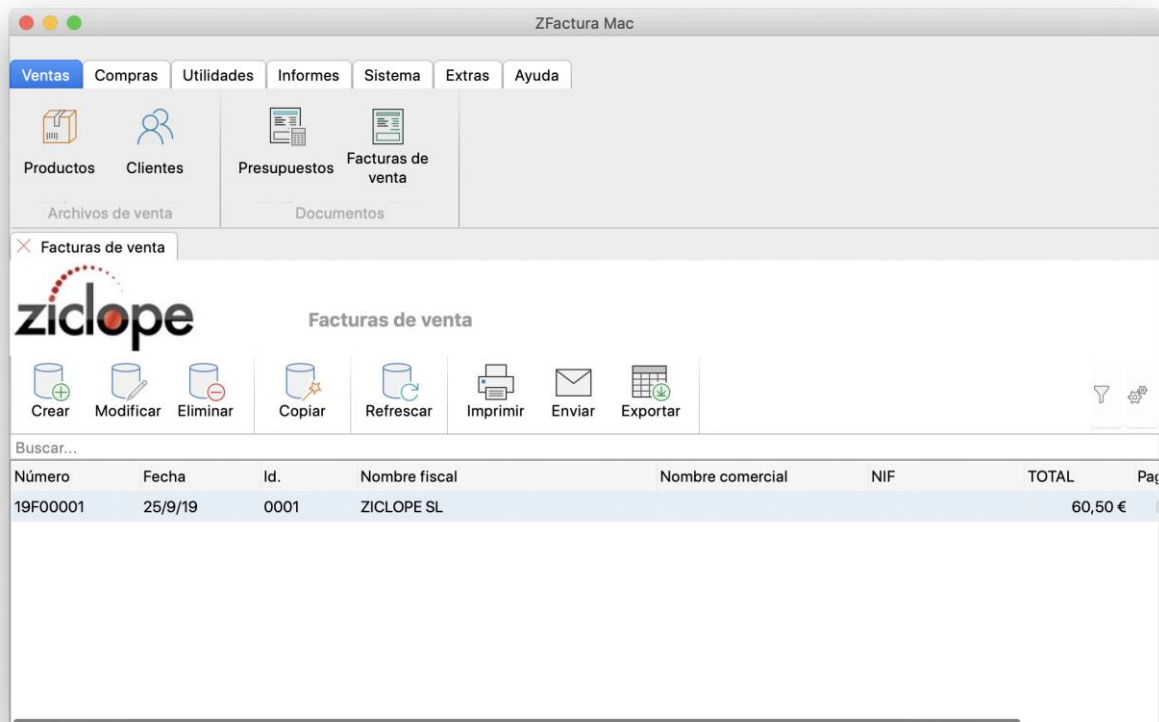 ZFactura Mac
Ventas Compras Utilidades Informes Sistema Extras Ayuda
Productos Clientes Presupuestos Facturas de venta
Archivos de venta Documentos
Facturas de venta
ziclope
Facturas de venta
Crear Modificar Eliminar Copiar Refrescar Imprimir Enviar Exportar
Buscar...
Número Fecha Id. Nombre fiscal Nombre comercial NIF TOTAL
19F00001 25/9/19 0001 ZICLOPE SL 60,50 €